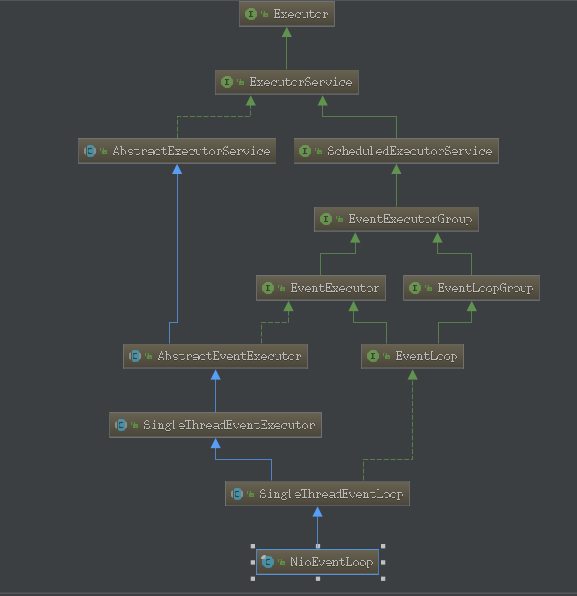 Executor
ExecutorService
AbstractExecutorService
ScheduledExecutorService
EventExecutorGroup
EventExecutor
EventLoopGroup
AbstractEventExecutor
EventLoop
SingleThreadEventExecutor
SingleThreadEventLoop
NioEventLoop